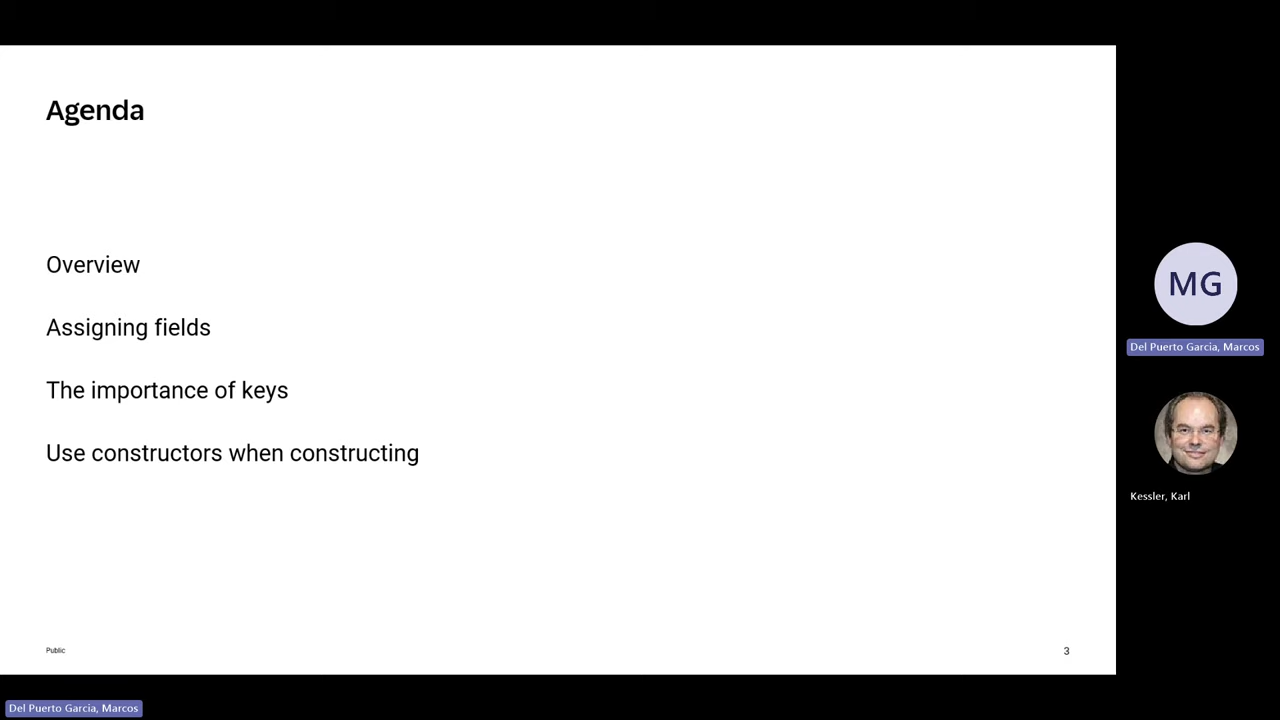 Agenda
Overview
Assigning fields
The importance of keys
Use constructors when constructing
Public
3
MG
Del Puerto Garcia, Marcos
Kessler, Karl
Del Puerto Garcia, Marcos